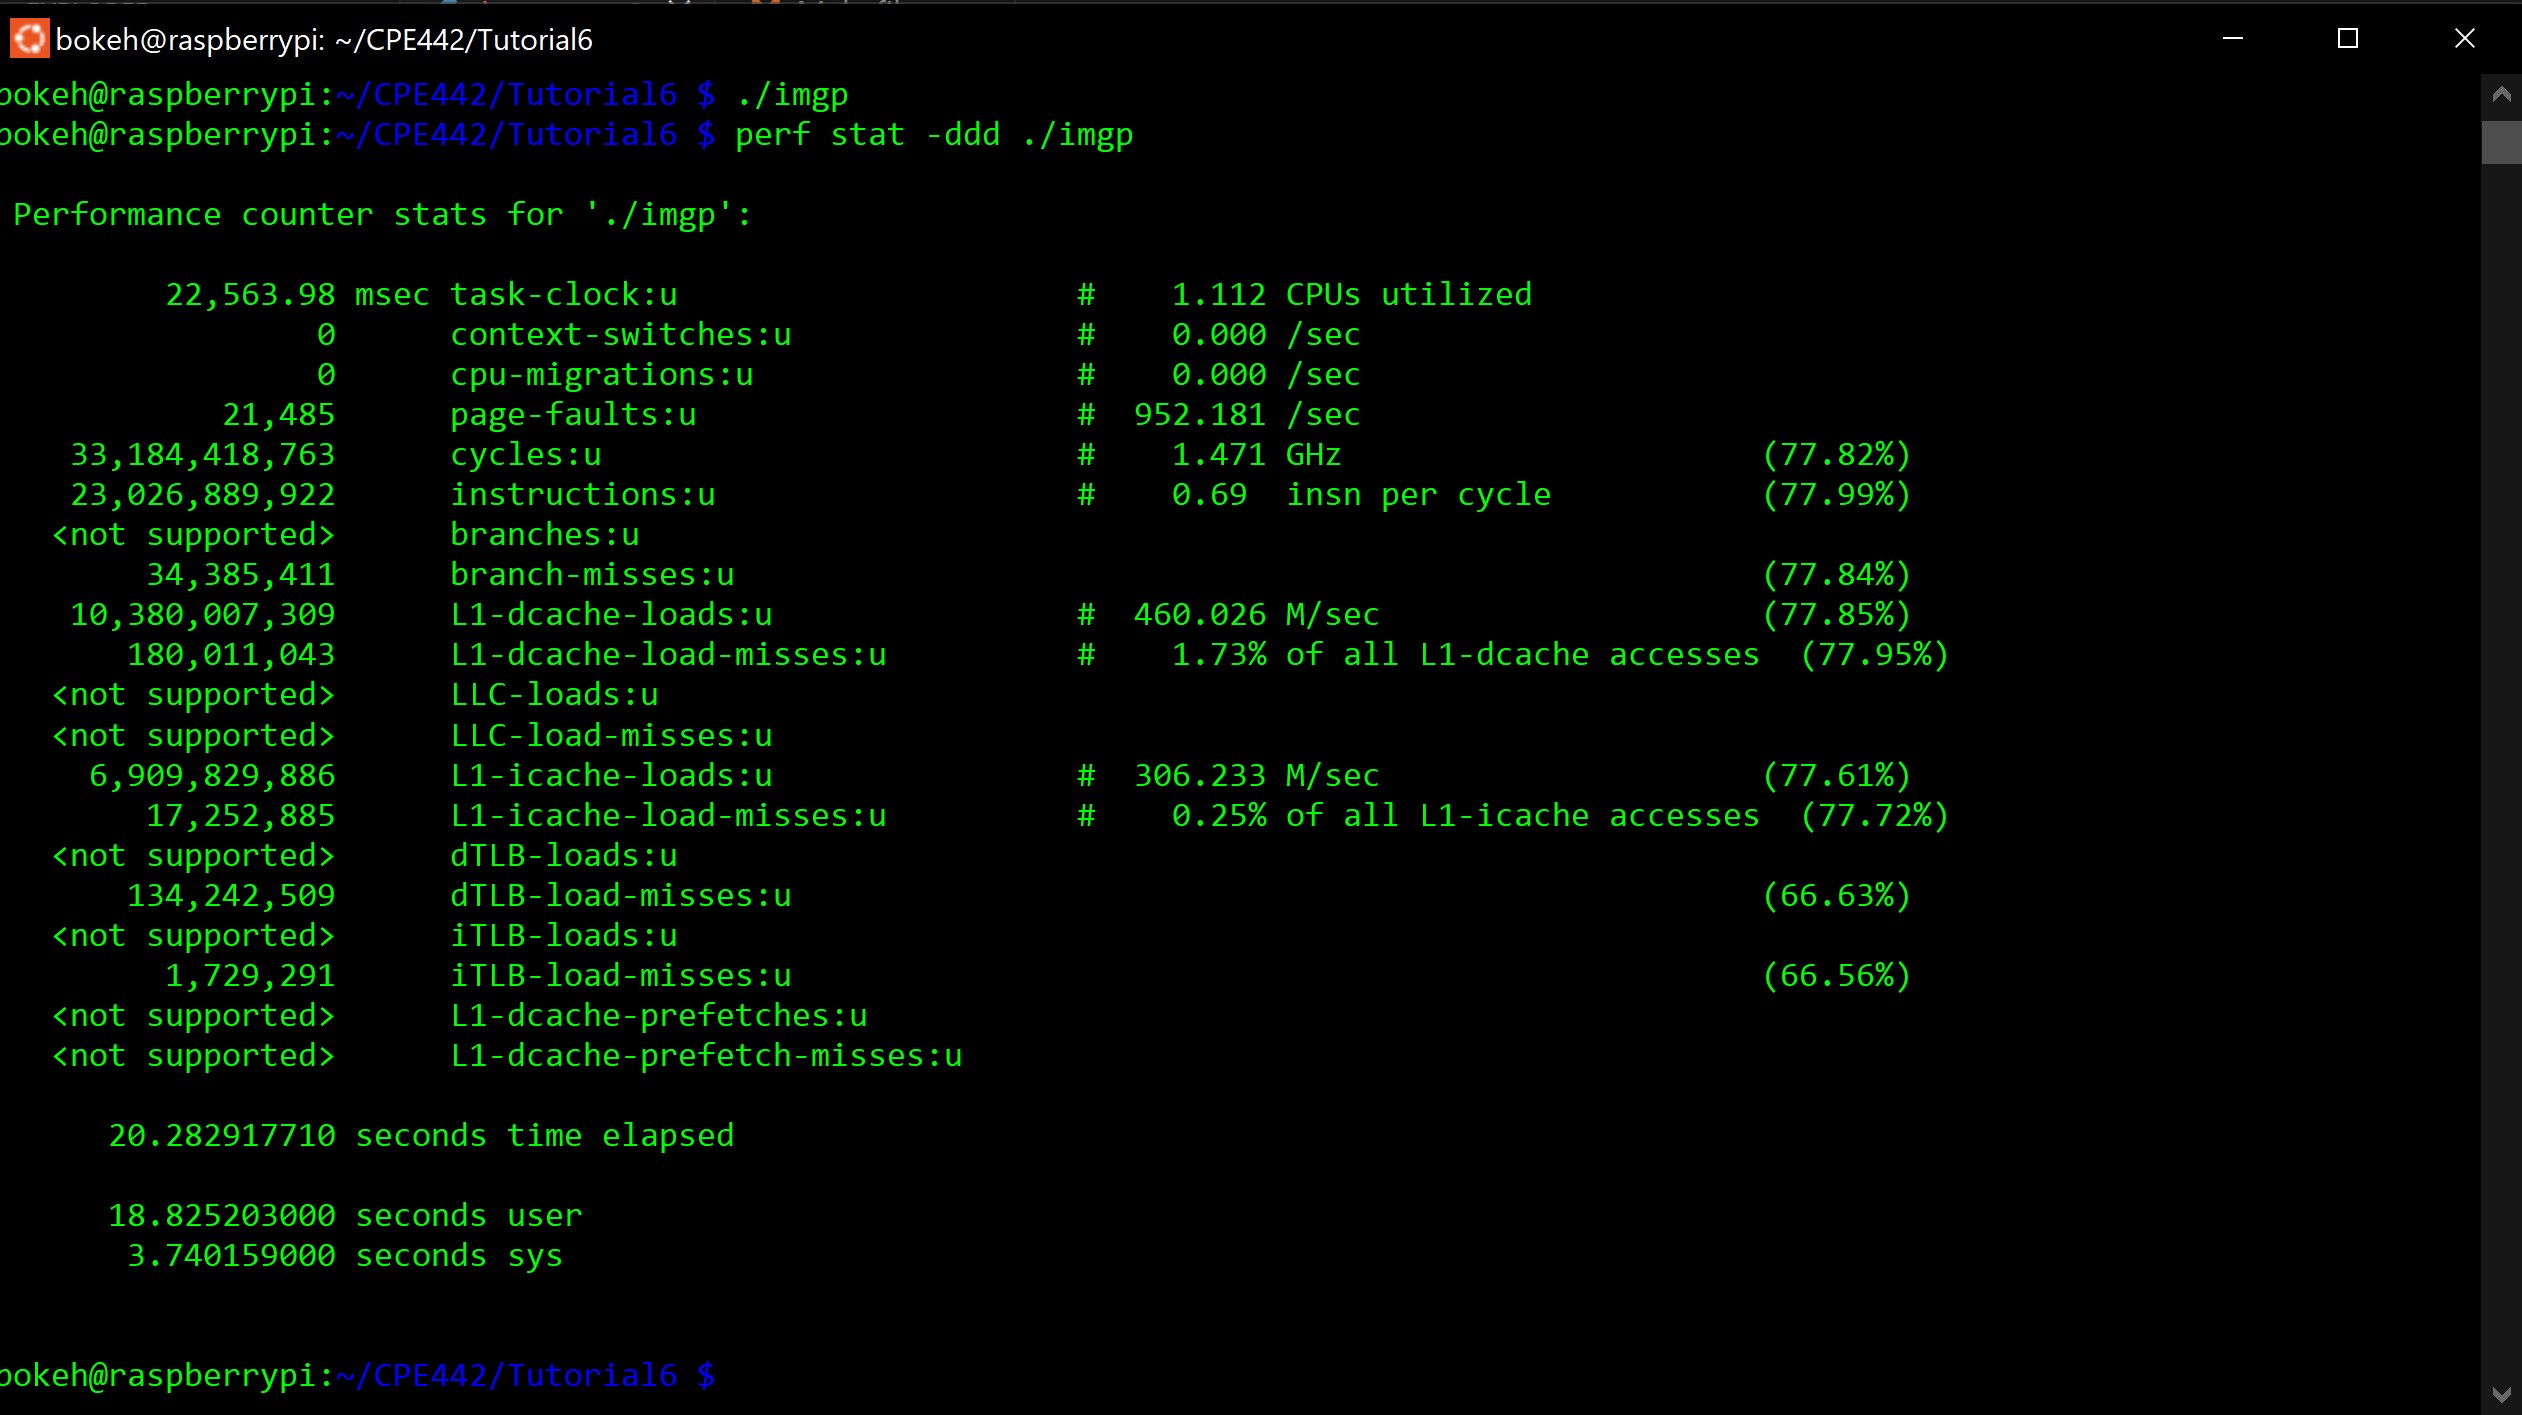 bokeh@raspberrypi: ~/CPE442/Tutorial6
bokeh@raspberrypi:~/CPE442/Tutorial6 $ ./imgp
bokeh@raspberrypi:~/CPE442/Tutorial6 $ perf stat -ddd ./imgp
Performance counter stats for './imgp':
22,563.98 msec task-clock:u # 1.112 CPUs utilized
0 context-switches:u # 0.000 /sec
0 cpu-migrations:u # 0.000 /sec
21,485 page-faults:u # 952.181 /sec
33,184,418,763 cycles:u # 1.471 GHz (77.82%)
23,026,889,922 instructions:u # 0.69 insn per cycle (77.99%)
<not supported> branches:u
34,385,411 branch-misses:u (77.84%)
10,380,007,309 L1-dcache-loads:u # 460.026 M/sec (77.85%)
180,011,043 L1-dcache-load-misses:u # 1.73% of all L1-dcache accesses (77.95%)
<not supported> LLC-loads:u
<not supported> LLC-load-misses:u
6,909,829,886 L1-icache-loads:u # 306.233 M/sec (77.61%)
17,252,885 L1-icache-load-misses:u # 0.25% of all L1-icache accesses (77.72%)
<not supported> dTLB-loads:u
134,242,509 dTLB-load-misses:u (66.63%)
<not supported> iTLB-loads:u
1,729,291 iTLB-load-misses:u (66.56%)
<not supported> L1-dcache-prefetches:u
<not supported> L1-dcache-prefetch-misses:u
20.282917710 seconds time elapsed
18.825203000 seconds user
3.740159000 seconds sys
bokeh@raspberrypi:~/CPE442/Tutorial6 $